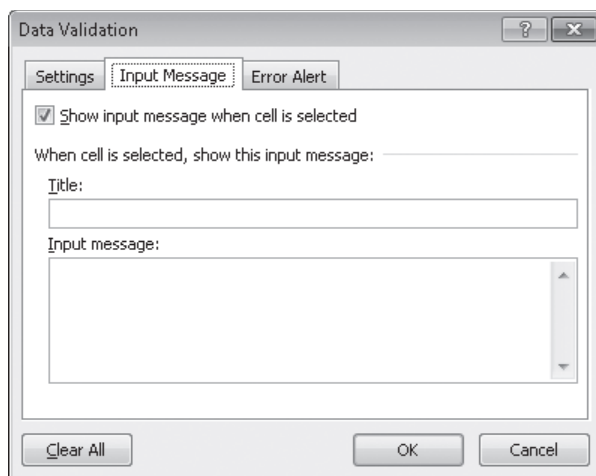 Data Validation
Settings Input Message Error Alert
Show input message when cell is selected
When cell is selected, show this input message:
Title:
Input message:
Clear All OK Cancel